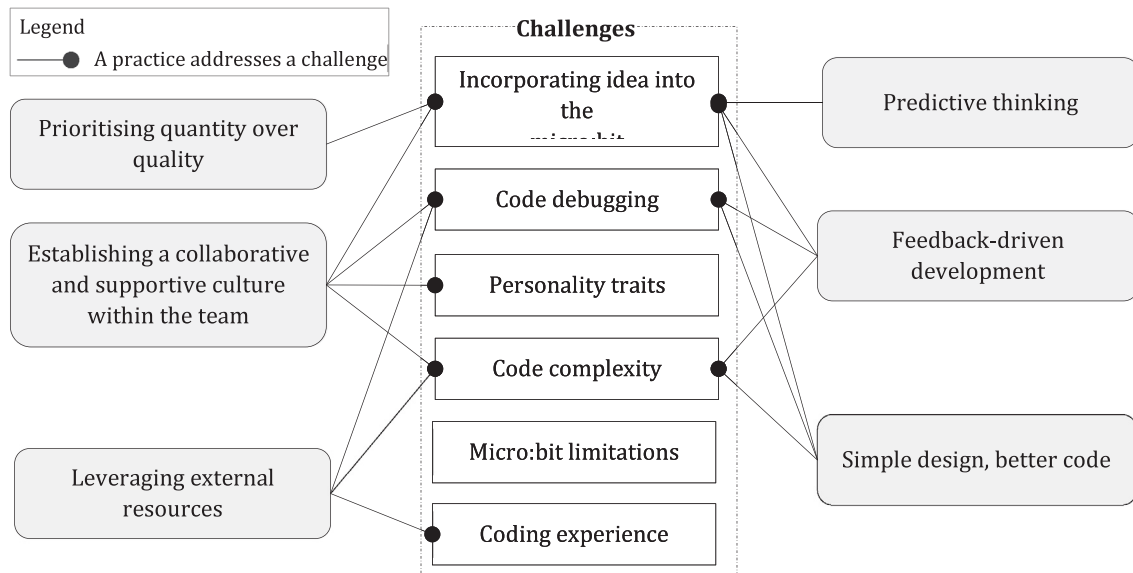 Legend
A practice addresses a challenge
Challenges
Prioritising quantity over
quality
Establishing a collaborative
and supportive culture
within the team
Leveraging external
resources
Incorporating idea into
the
Code debugging
Personality traits
Code complexity
Micro:bit limitations
Coding experience
Predictive thinking
Feedback-driven
development
Simple design, better code